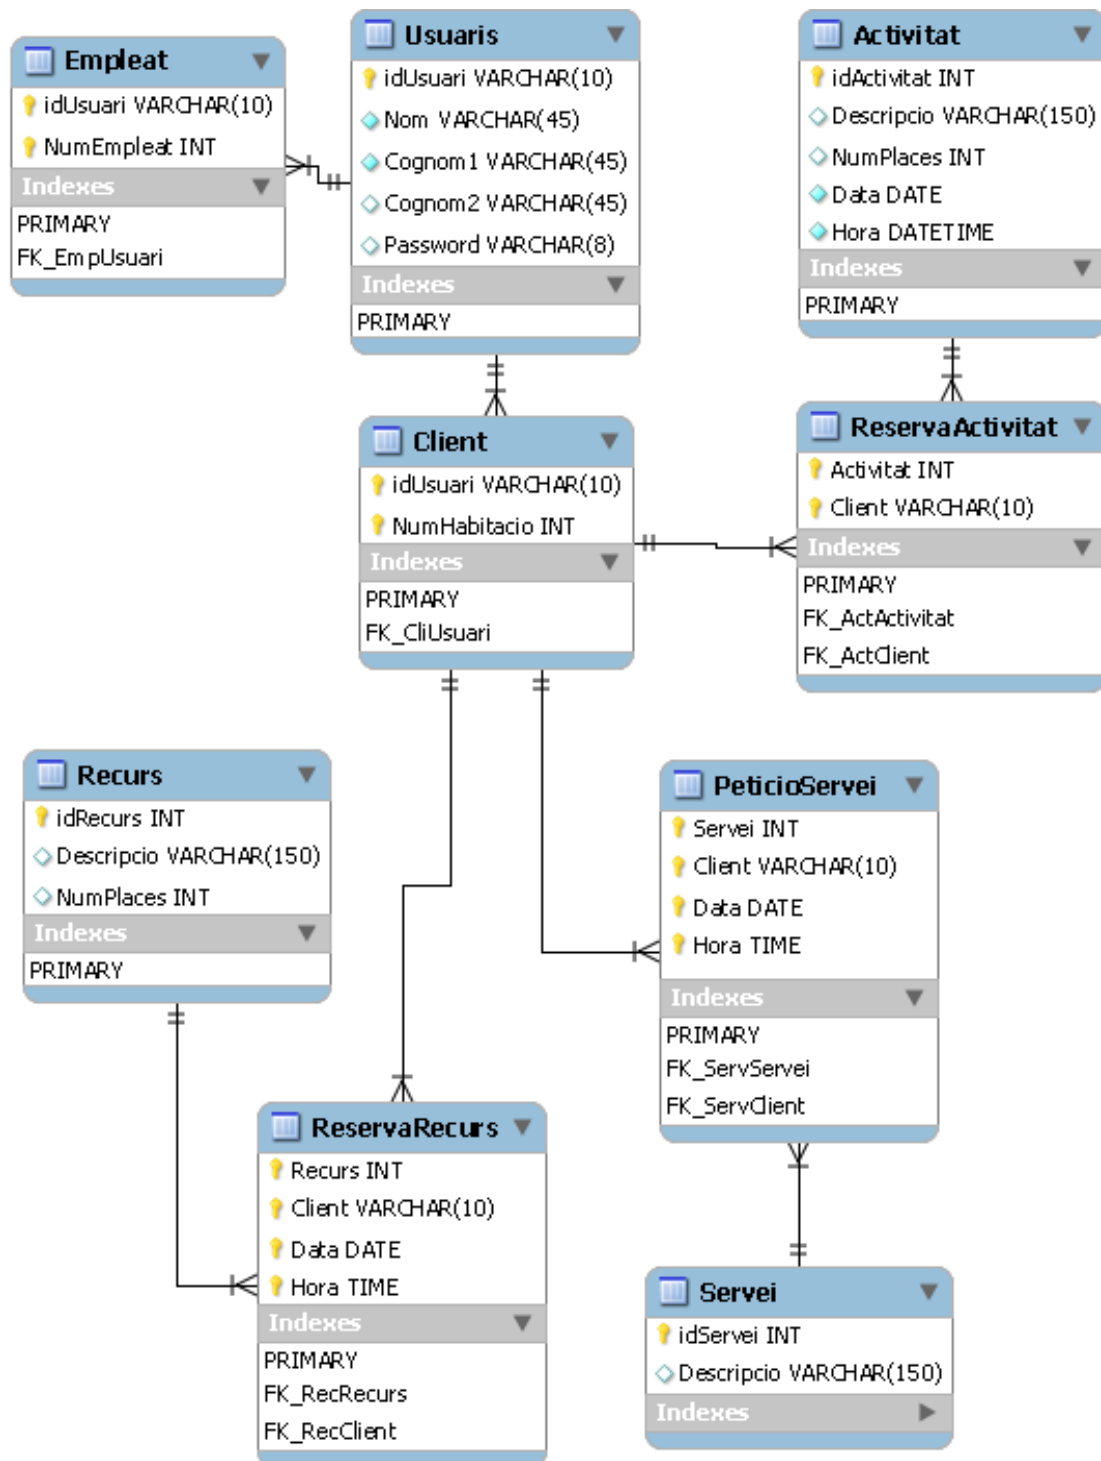 Empleat
idUsuari VARCHAR(10)
NumEmpleat INT
Indexes
PRIMARY
FK_EmpUsuari
Usuaris
idUsuari VARCHAR(10)
Nom VARCHAR(45)
Cognom1 VARCHAR(45)
Cognom2 VARCHAR(45)
Password VARCHAR(8)
Indexes
PRIMARY
Activitat
idActivitat INT
Descripcio VARCHAR(150)
NumPlaces INT
Data DATE
Hora DATETIME
Indexes
PRIMARY
Client
idUsuari VARCHAR(10)
NumHabitacio INT
Indexes
PRIMARY
FK_CliUsuari
ReservaActivitat
Activitat INT
Client VARCHAR(10)
Indexes
PRIMARY
FK_ActActivitat
FK_ActClient
Recurs
idRecurs INT
Descripcio VARCHAR(150)
NumPlaces INT
Indexes
PRIMARY
PeticioServei
Servei INT
Client VARCHAR(10)
Data DATE
Hora TIME
Indexes
PRIMARY
FK_ServServei
FK_ServClient
ReservaRecurs
Recurs INT
Client VARCHAR(10)
Data DATE
Hora TIME
Indexes
PRIMARY
FK_RecRecurs
FK_RecClient
Servei
idServei INT
Descripcio VARCHAR(150)
Indexes